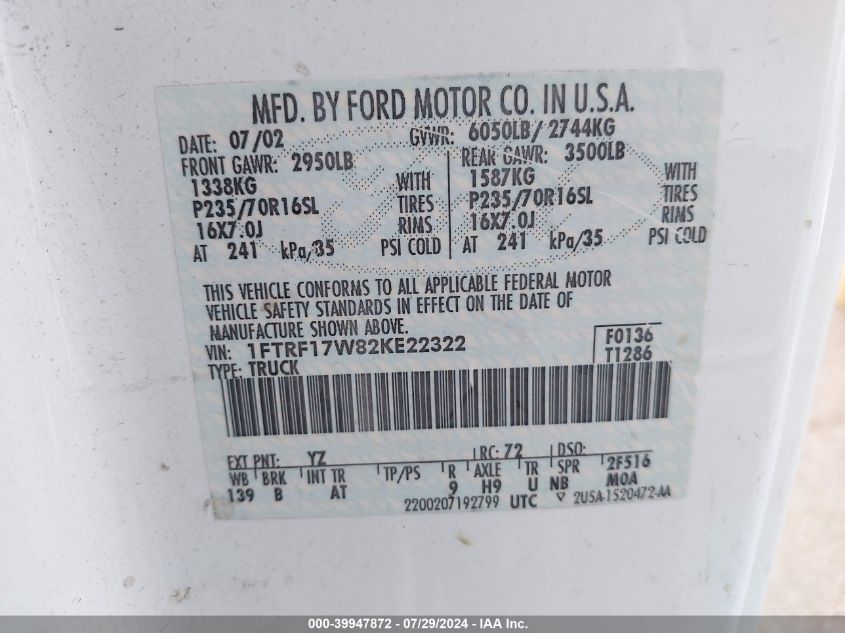 MFD. BY FORD MOTOR CO. IN U.S.A.
DATE: 07/02 GVWR: 6050LB/ 2744KG
FRONT GAWR: 2950LB REAR GAWR: 3500LB
1338KG WITH 1587KG WITH
P235/70R16SL TIRES P235/70R16SL TIRES
16X7.0J RIMS 16X7.0J RIMS
AT 241 kPa/35 PSI COLD AT 241 kPa/35 PSI COLD
THIS VEHICLE CONFORMS TO ALL APPLICABLE FEDERAL MOTOR
VEHICLE SAFETY STANDARDS IN EFFECT ON THE DATE OF
MANUFACTURE SHOWN ABOVE.
VIN: 1FTRF17W82KE22322 F0136
TYPE: TRUCK T1286
EXT PNT: YZ RC: 72 DSO:
WB BRK INT TR TP/PS R AXLE TR SPR 2F516
139 B AT 9 H9 U NB MOA
2200207192799 UTC ▽ 2U5A-1520472-AA
000-39947872 - 07/29/2024 - IAA Inc.